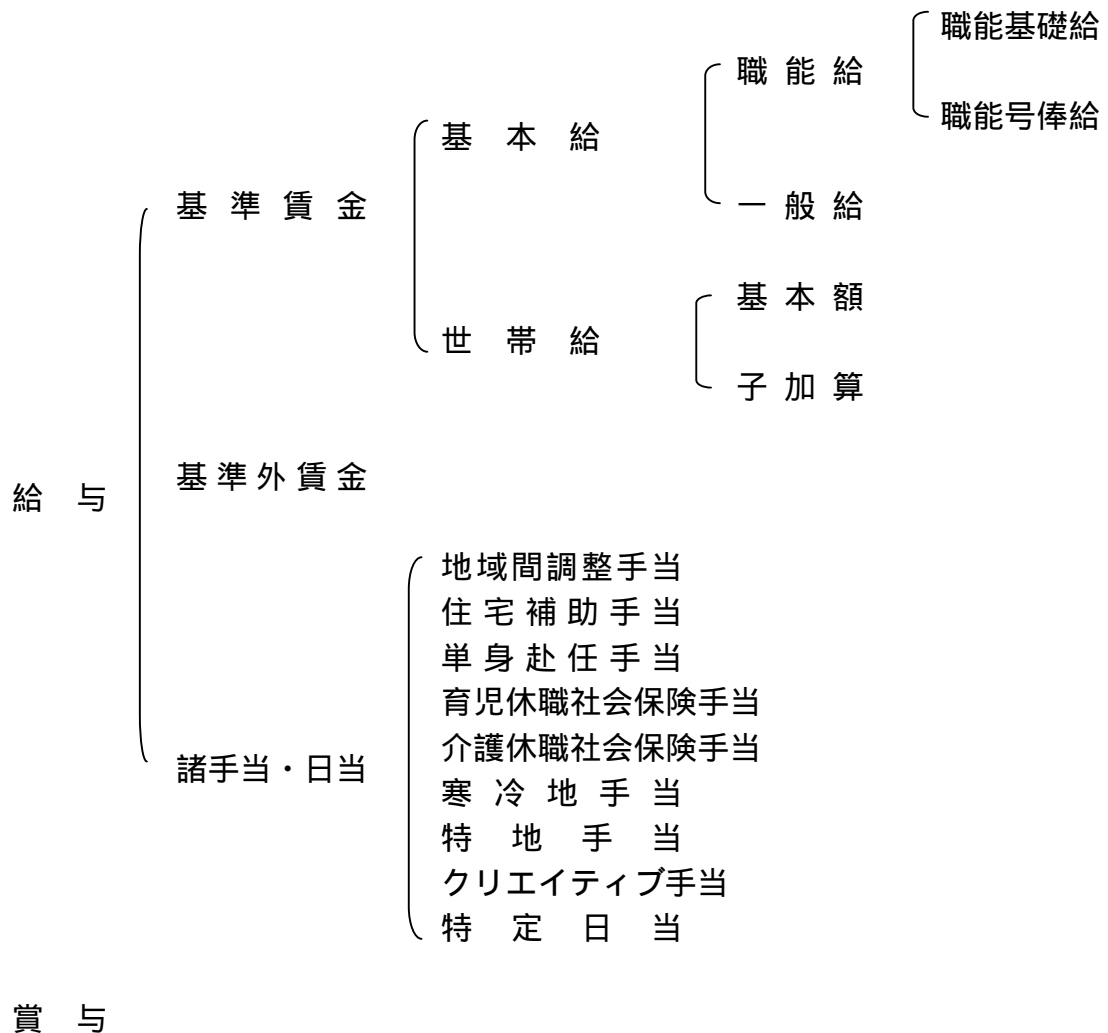 職能基礎給
職 能 給
職能号俸給
基 本 給
一 般 給
基 準 賃 金
基 本 額
世 帯 給
子 加 算
基 準 外 賃 金
給 与
地域間調整手当
住 宅 補 助 手 当
単 身 赴 任 手 当
育児休職社会保険手当
介護休職社会保険手当
諸手当・日当
寒 冷 地 手 当
特 地 手 当
クリエイティブ手当
特 定 日 当
賞 与